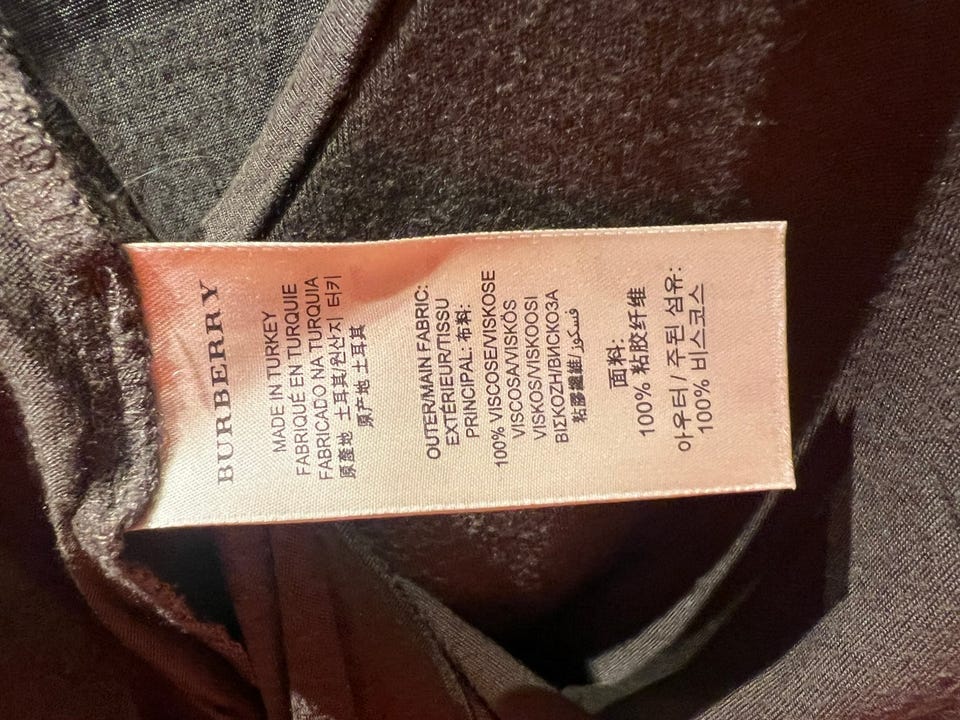 BURBERRY
MADE IN TURKEY
FABRIQUÉ EN TURQUIE
FABRICADO NA TURQUIA
原產地 土耳其/원산지 터키
原产地 土耳其
OUTER/MAIN FABRIC:
EXTÉRIEUR/TISSU
PRINCIPAL: 布料:
100% VISCOSE/VISKOSE
VISCOSA/VISKÓS
VISKOS/VISKOOSI
ΒΙΣΚΟΖΗ/ВИСКОЗА
粘膠纖維/فسكوز
面料:
100% 粘胶纤维
아우터 / 주된 섬유:
100% 비스코스